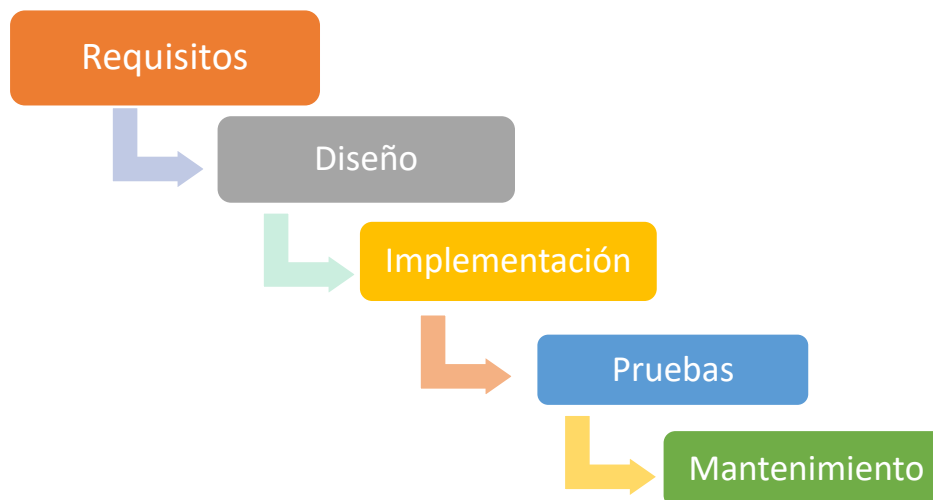 Requisitos
Diseño
Implementación
Pruebas
Mantenimiento